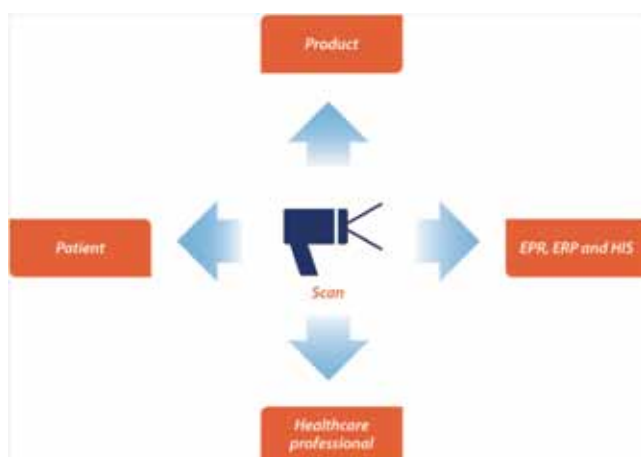 Product
Patient
EPR, ERP and HIS
Scan
Healthcare
professional